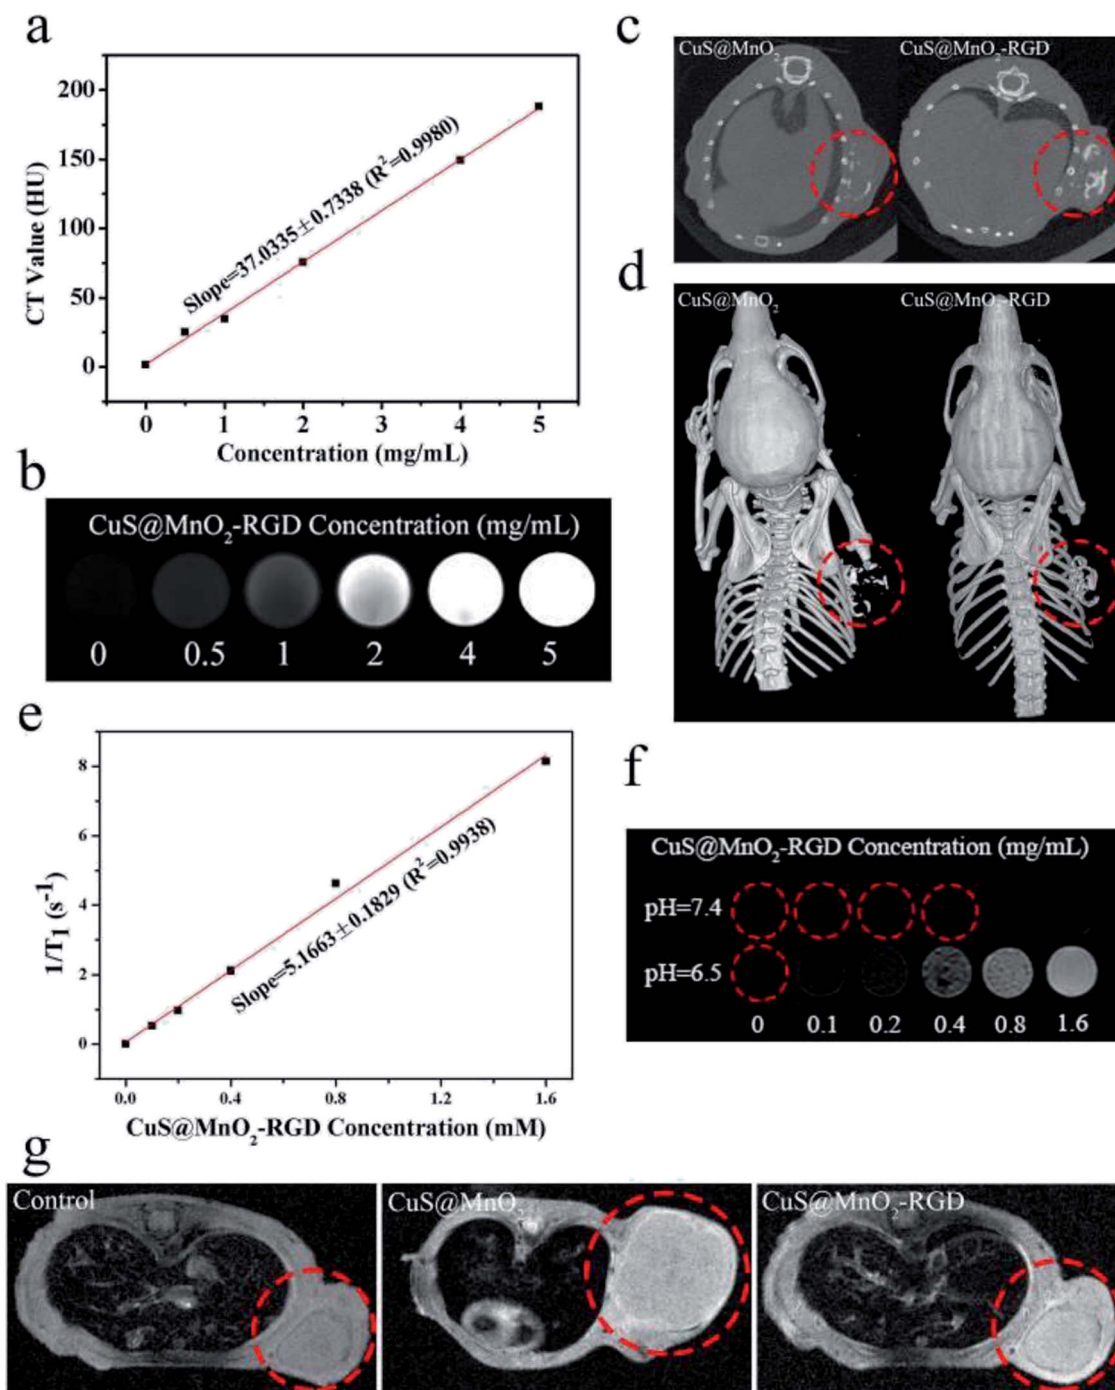 a
200
150
100
50
0
CT Value (HU)
Slope=37.0335±0.7338 (R²=0.9980)
0 1 2 3 4 5
Concentration (mg/mL)
b
CuS@MnO₂-RGD Concentration (mg/mL)
0 0.5 1 2 4 5
c
CuS@MnO₂ CuS@MnO₂-RGD
d
CuS@MnO₂ CuS@MnO₂-RGD
e
8
6
4
2
0
1/T₁ (s⁻¹)
Slope=5.1663±0.1829 (R²=0.9938)
0.0 0.4 0.8 1.2 1.6
CuS@MnO₂-RGD Concentration (mM)
f
CuS@MnO₂-RGD Concentration (mg/mL)
pH=7.4
pH=6.5
0 0.1 0.2 0.4 0.8 1.6
g
Control CuS@MnO₂ CuS@MnO₂-RGD